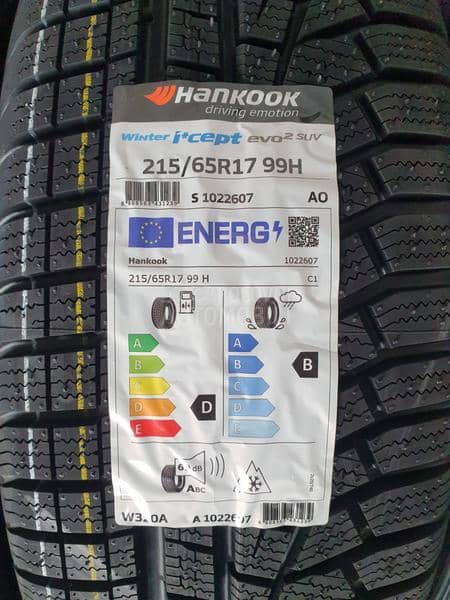 Hankook
driving emotion
Winter i*cept evo² SUV
215/65R17 99H
S 1022607 AO
ENERG
Hankook 1022607
215/65R17 99 H C1
A A
B B
D C
E D
E
D B
dB
ABC
W320A A 1022607